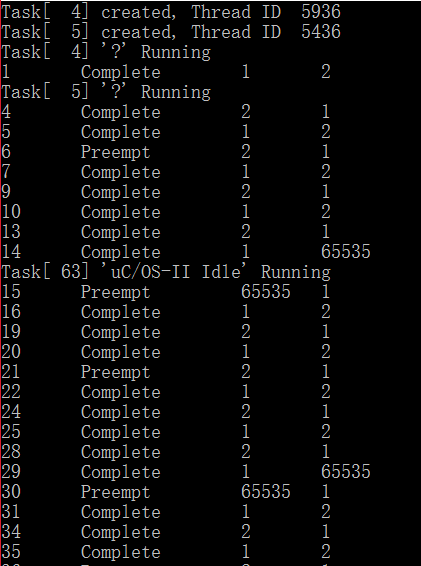 Task[  4] created, Thread ID  5936
Task[  5] created, Thread ID  5436
Task[  4] '?' Running
1       Complete        1       2
Task[  5] '?' Running
4       Complete        2       1
5       Complete        1       2
6       Preempt         2       1
7       Complete        1       2
9       Complete        2       1
10      Complete        1       2
13      Complete        2       1
14      Complete        1       65535
Task[ 63] 'uC/OS-II Idle' Running
15      Preempt         65535   1
16      Complete        1       2
19      Complete        2       1
20      Complete        1       2
21      Preempt         2       1
22      Complete        1       2
24      Complete        2       1
25      Complete        1       2
28      Complete        2       1
29      Complete        1       65535
30      Preempt         65535   1
31      Complete        1       2
34      Complete        2       1
35      Complete        1       2